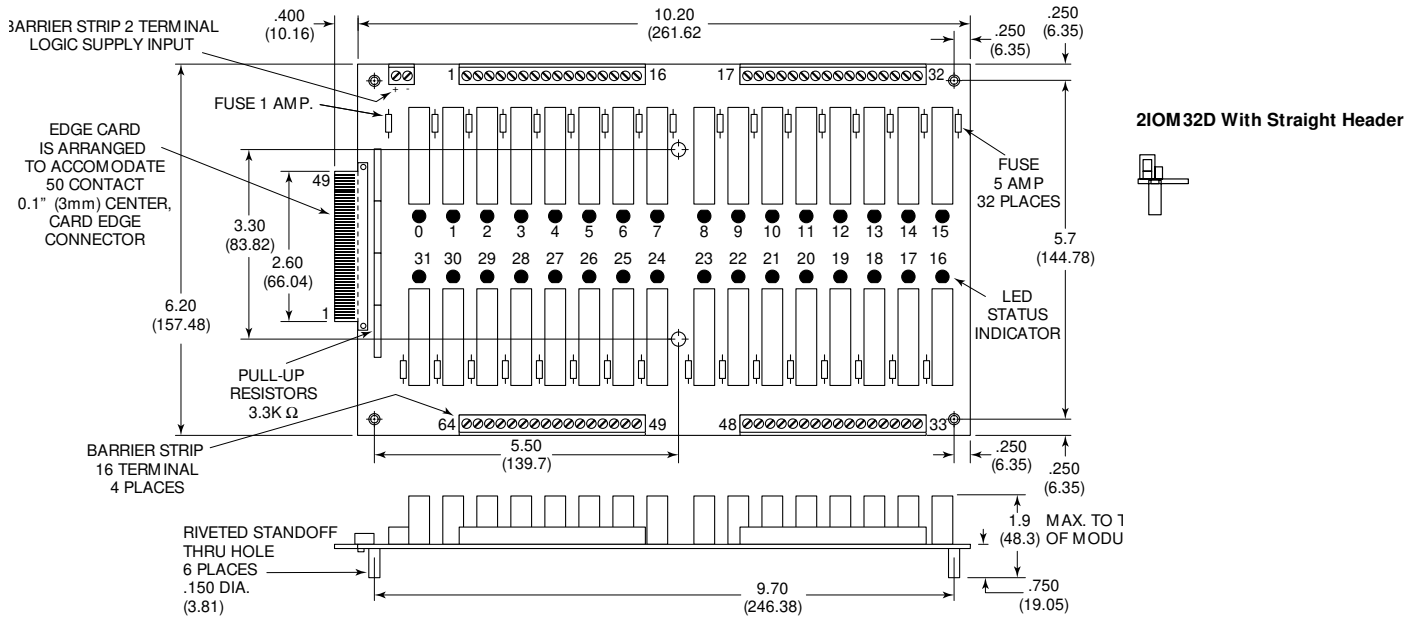 .400
(10.16)
10.20
(261.62
.250
(6.35)
.250
(6.35)
BARRIER STRIP 2 TERMINAL
LOGIC SUPPLY INPUT
1 16 17 32
+ -
FUSE 1 AMP.
EDGE CARD
IS ARRANGED
TO ACCOMODATE
50 CONTACT
0.1" (3mm) CENTER,
CARD EDGE
CONNECTOR
49
1
3.30
(83.82)
2.60
(66.04)
6.20
(157.48)
0 1 2 3 4 5 6 7 8 9 10 11 12 13 14 15
31 30 29 28 27 26 25 24 23 22 21 20 19 18 17 16
FUSE
5 AMP
32 PLACES
5.7
(144.78)
LED
STATUS
INDICATOR
2IOM32D With Straight Header
PULL-UP
RESISTORS
3.3K Ω
64 49 48 33
BARRIER STRIP
16 TERMINAL
4 PLACES
5.50
(139.7)
.250
(6.35)
.250
(6.35)
RIVETED STANDOFF
THRU HOLE
6 PLACES
.150 DIA.
(3.81)
1.9 MAX. TO
(48.3) OF MODU
9.70
(246.38)
.750
(19.05)